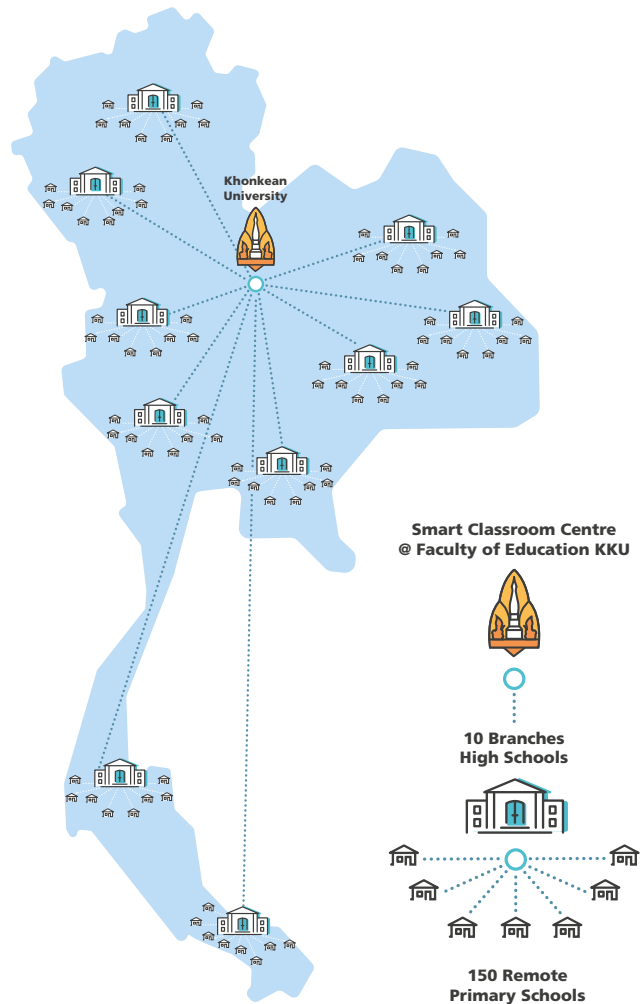 Khonkean
University
Smart Classroom Centre
@ Faculty of Education KKU
10 Branches
High Schools
150 Remote
Primary Schools